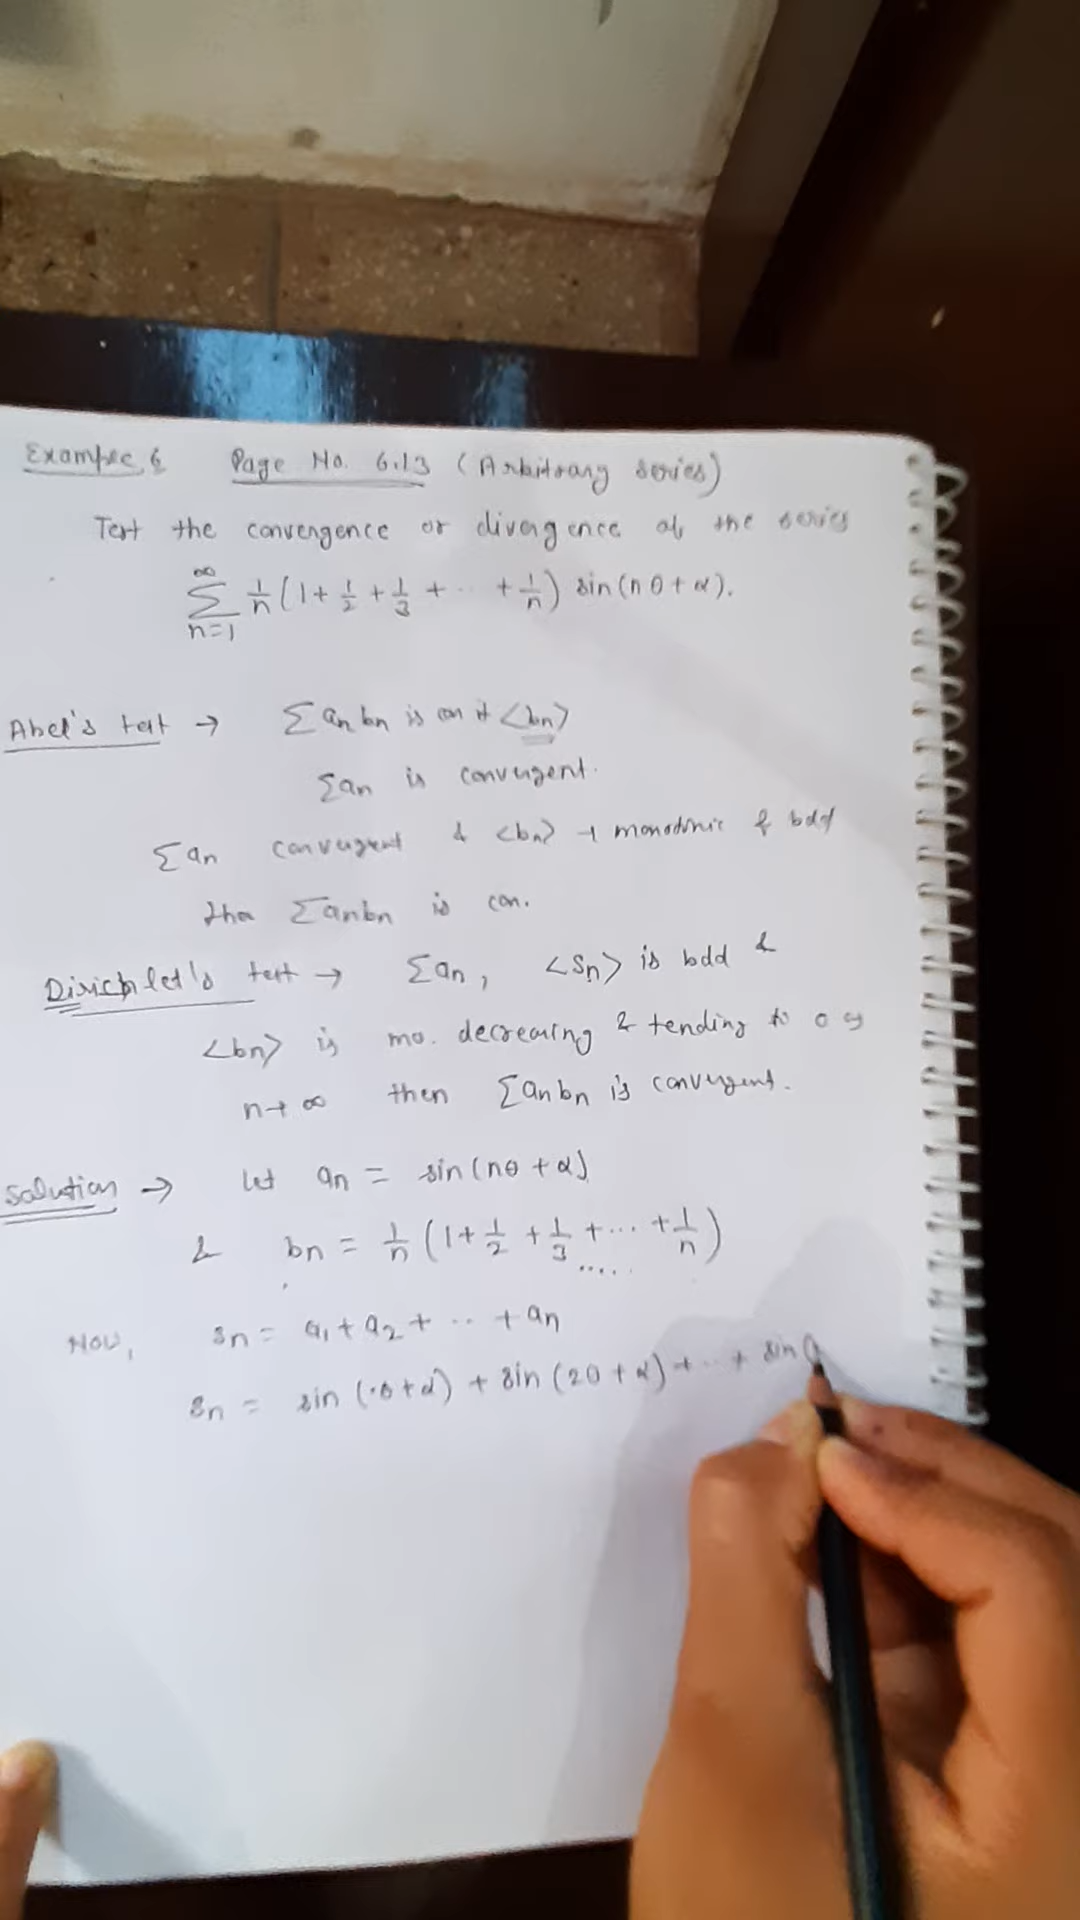 Example 6 Page No. 6.13 (Arbitrary series)
Test the convergence or divergence of the series
∞
∑ 1/n (1 + 1/2 + 1/3 + ... + 1/n) sin(nθ + α).
n=1
Abel's test → ∑ an bn is con if <bn>
∑an is convergent.
∑an convergent & <bn> → monotonic & bdd
then ∑anbn is con.
Dirichlet's test → ∑an, <Sn> is bdd &
<bn> is mo. decreasing & tending to 0 as
n→∞ then ∑anbn is convergent.
Solution → let an = sin(nθ + α)
& bn = 1/n (1 + 1/2 + 1/3 + ... + 1/n)
.....
Now, sn = a1 + a2 + ... + an
sn = sin(θ+α) + sin(2θ+α) + ... + sin(